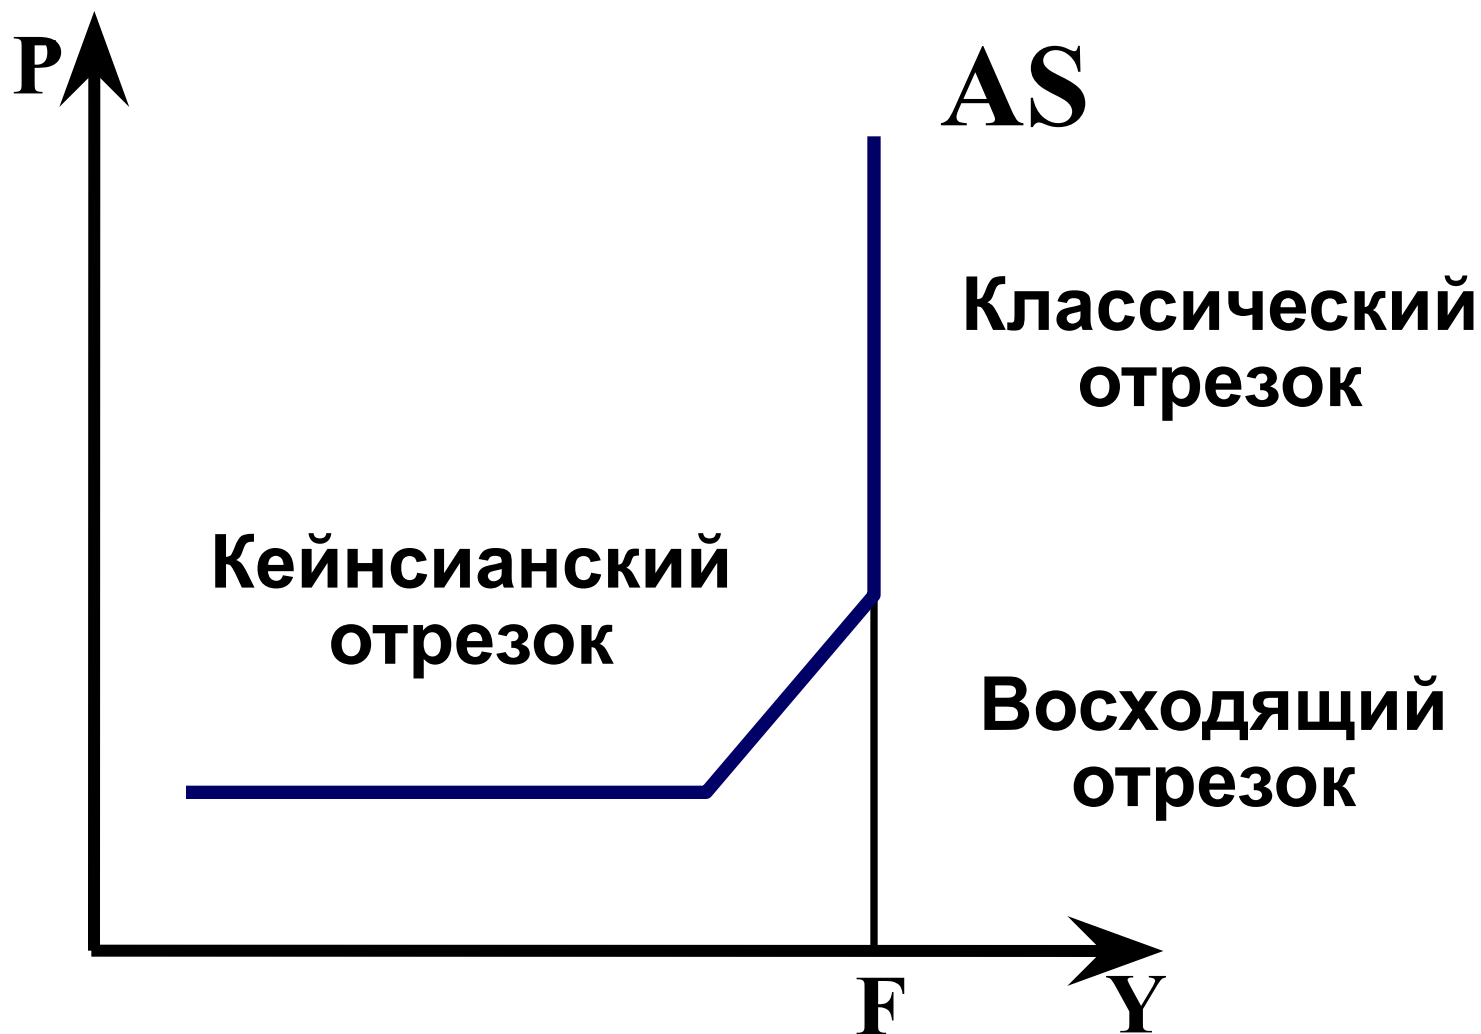 P
AS
Классический
отрезок
Кейнсианский
отрезок
Восходящий
отрезок
F
Y